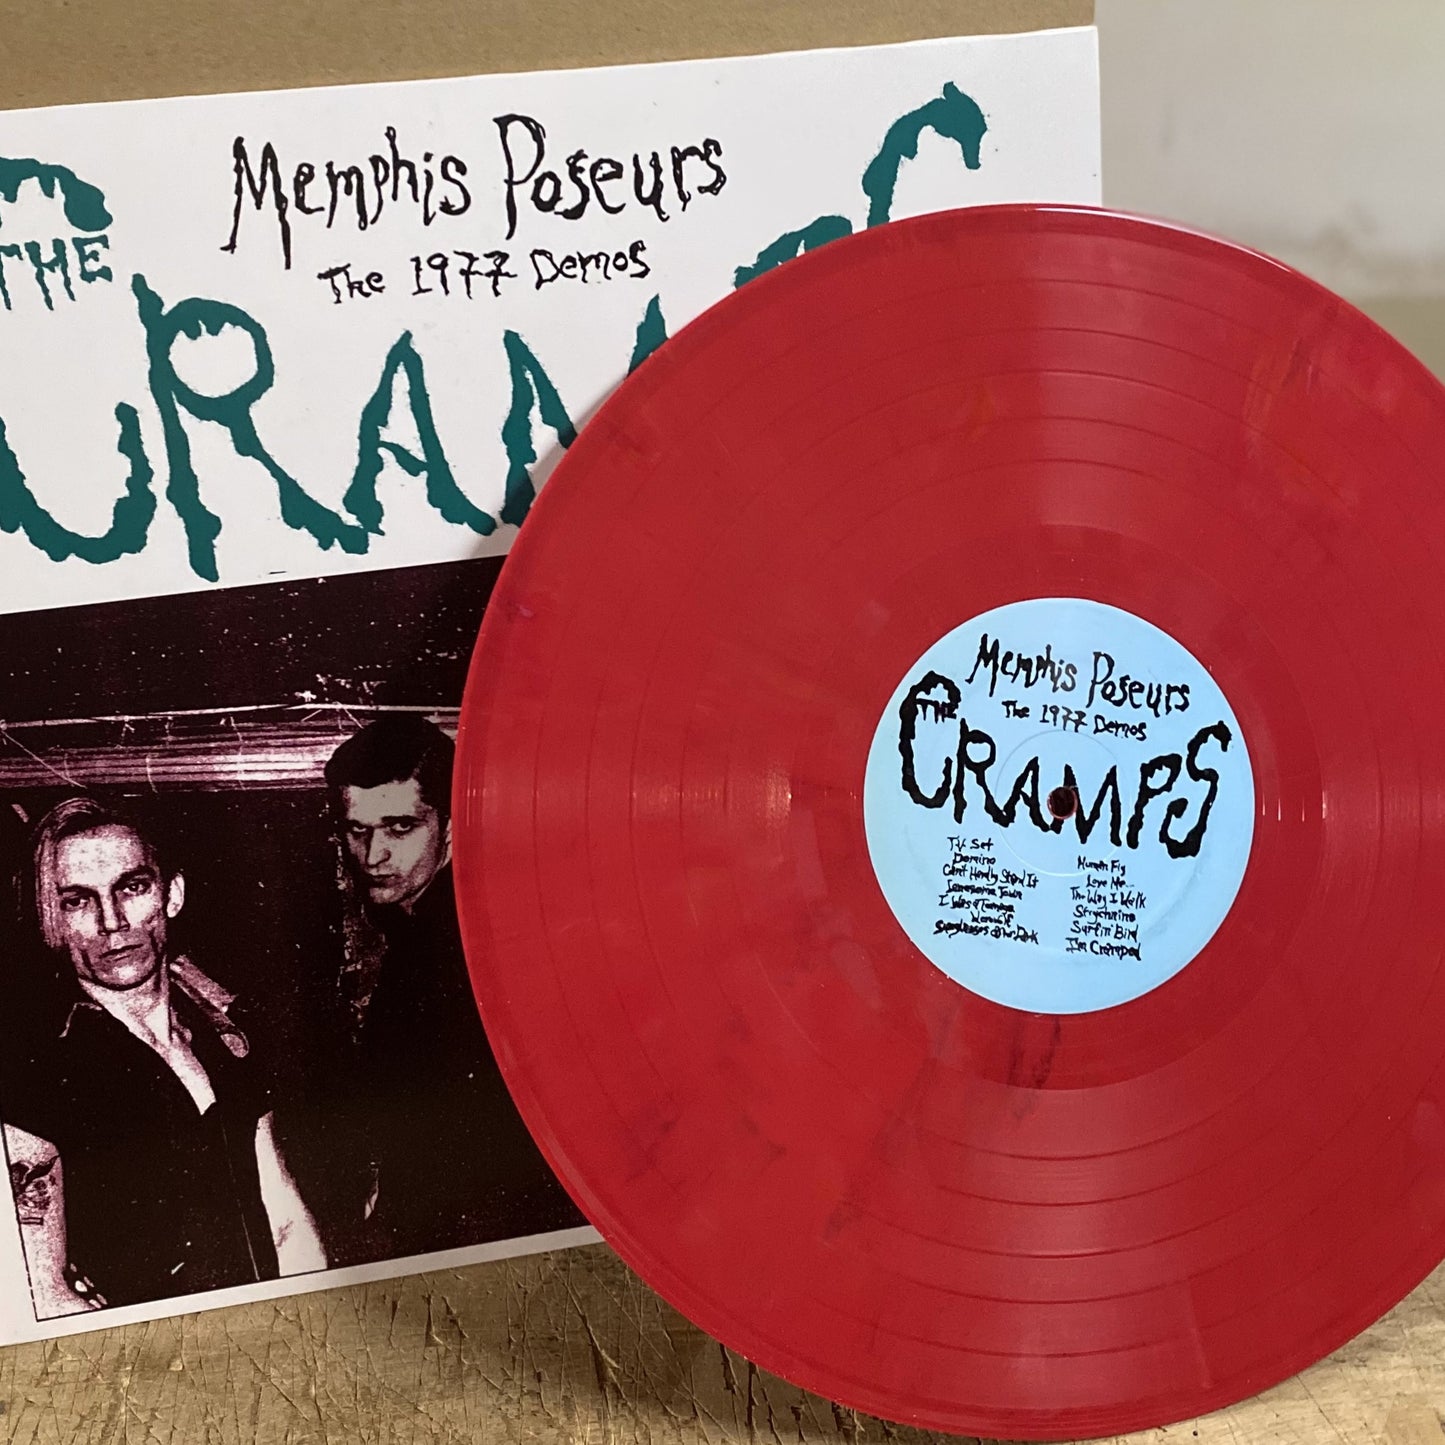 Memphis Poseurs
The 1977 Demos
THE
CRAMPS
Memphis Poseurs
The 1977 Demos
THE
CRAMPS
T.V. Set
Domino
Can't Hardly Stand It
Lonesome Town
I Was A Teenage
Werewolf
Sunglasses After Dark
Human Fly
Love Me...
The Way I Walk
Strychnine
Surfin' Bird
I'm Cramped